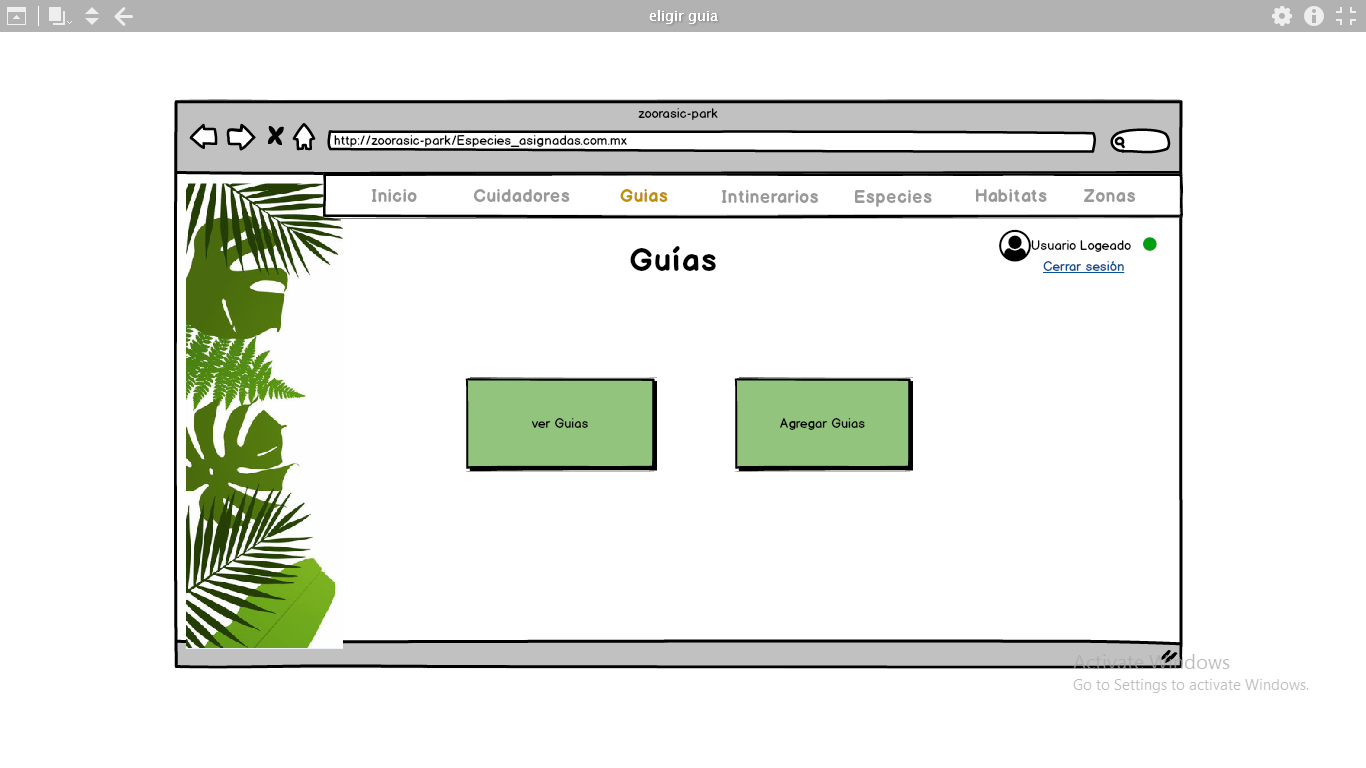 eligir guia
zoorasic-park
http://zoorasic-park/Especies_asignadas.com.mx
Inicio Cuidadores Guias Intinerarios Especies Habitats Zonas
Guías
Usuario Logeado
Cerrar sesión
ver Guias
Agregar Guias
Activate Windows
Go to Settings to activate Windows.